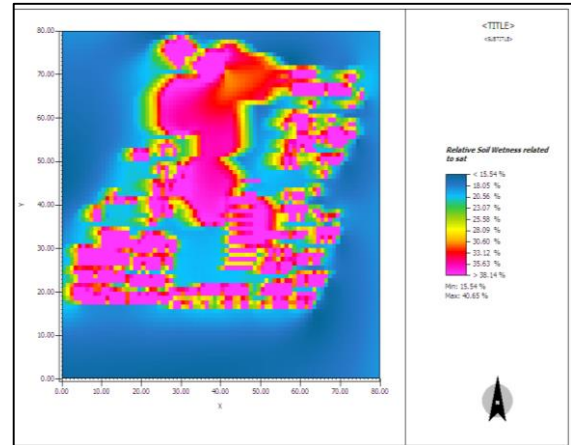 <TITLE>
<SUBTITLE>
80.00
70.00
60.00
50.00
40.00
30.00
20.00
10.00
0.00
Y
0.00 10.00 20.00 30.00 40.00 50.00 60.00 70.00 80.00
X
Relative Soil Wetness related
to sat
< 15.54 %
18.05 %
20.56 %
23.07 %
25.58 %
28.09 %
30.60 %
33.12 %
35.63 %
> 38.14 %
Min: 15.54 %
Max: 40.65 %